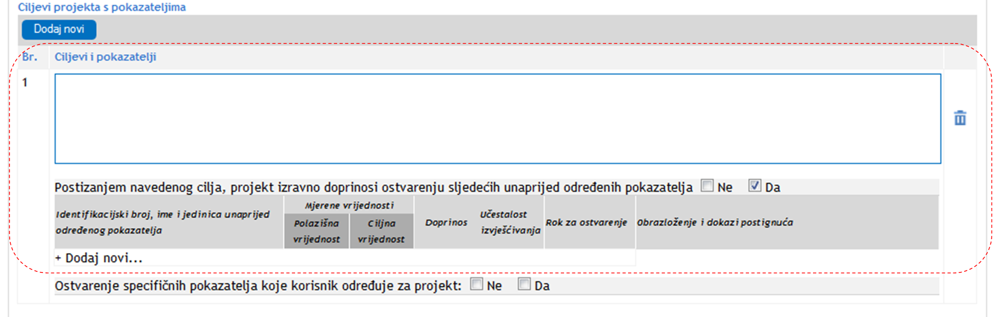 Ciljevi projekta s pokazateljima
Dodaj novi
Br. Ciljevi i pokazatelji
1
Postizanjem navedenog cilja, projekt izravno doprinosi ostvarenju sljedećih unaprijed određenih pokazatelja Ne Da
Identifikacijski broj, ime i jedinica unaprijed
određenog pokazatelja
Mjerene vrijednosti
Polazišna
vrijednost
Ciljna
vrijednost
Doprinos
Učestalost
izvješćivanja
Rok za ostvarenje
Obrazloženje i dokazi postignuća
+ Dodaj novi...
Ostvarenje specifičnih pokazatelja koje korisnik određuje za projekt: Ne Da